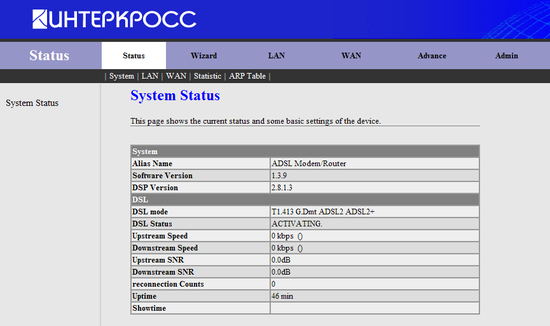 ИНТЕРКРОСС
Status
Status Wizard LAN WAN Advance Admin
| System | LAN | WAN | Statistic | ARP Table |
System Status
System Status
This page shows the current status and some basic settings of the device.
System
Alias Name ADSL Modem/Router
Software Version 1.3.9
DSP Version 2.8.1.3
DSL
DSL mode T1.413 G.Dmt ADSL2 ADSL2+
DSL Status ACTIVATING.
Upstream Speed 0 kbps ()
Downstream Speed 0 kbps ()
Upstream SNR 0.0dB
Downstream SNR 0.0dB
reconnection Counts 0
Uptime 46 min
Showtime